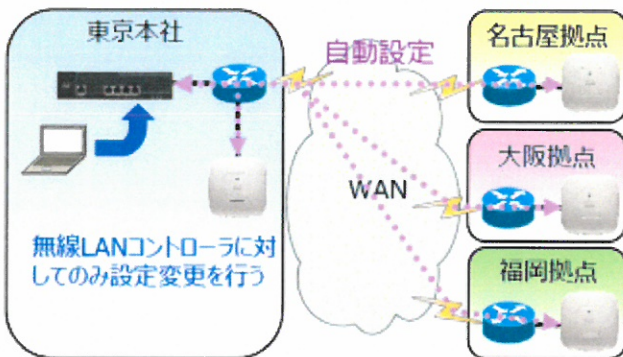 東京本社
自動設定
名古屋拠点
大阪拠点
WAN
無線LANコントローラに対
してのみ設定変更を行う
福岡拠点